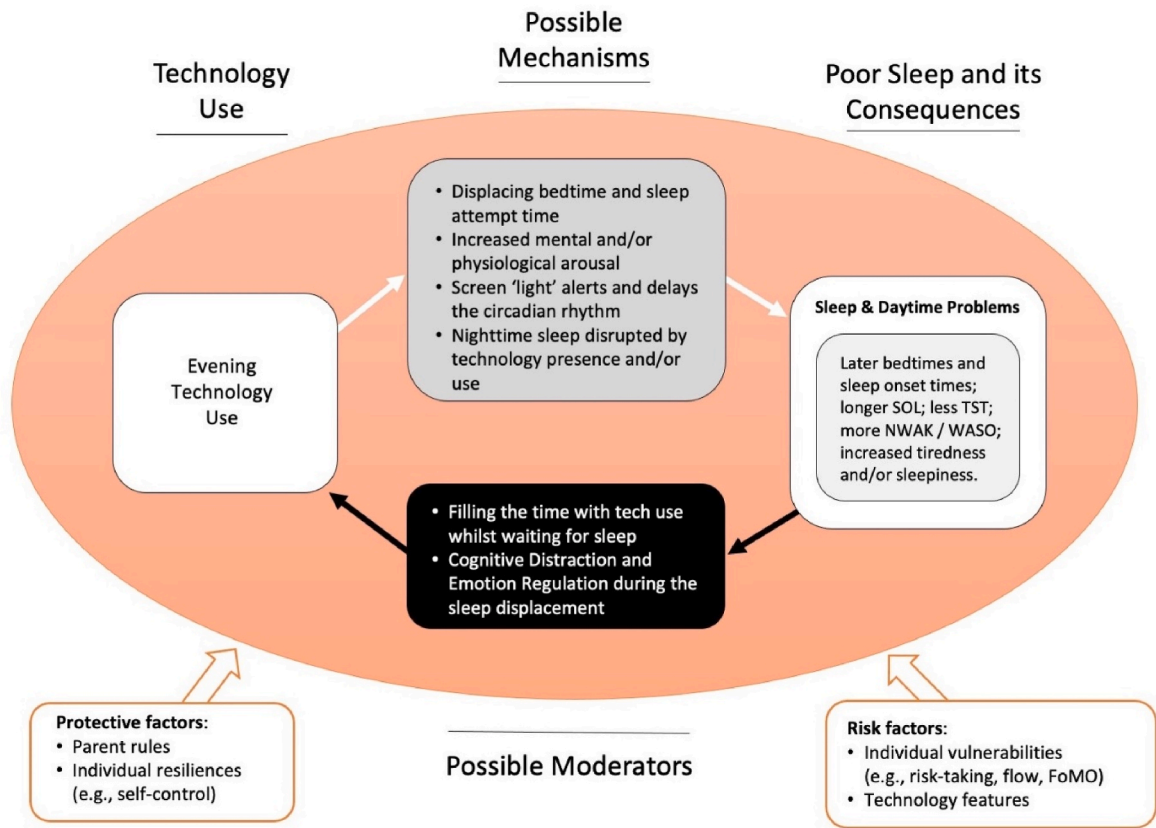 Technology
Use
Possible
Mechanisms
Poor Sleep and its
Consequences
• Displacing bedtime and sleep
attempt time
• Increased mental and/or
physiological arousal
• Screen ‘light’ alerts and delays
the circadian rhythm
• Nighttime sleep disrupted by
technology presence and/or
use
Evening
Technology
Use
Sleep & Daytime Problems
Later bedtimes and
sleep onset times;
longer SOL; less TST;
more NWAK / WASO;
increased tiredness
and/or sleepiness.
• Filling the time with tech use
whilst waiting for sleep
• Cognitive Distraction and
Emotion Regulation during the
sleep displacement
Protective factors:
• Parent rules
• Individual resiliences
(e.g., self-control)
Possible Moderators
Risk factors:
• Individual vulnerabilities
(e.g., risk-taking, flow, FoMO)
• Technology features